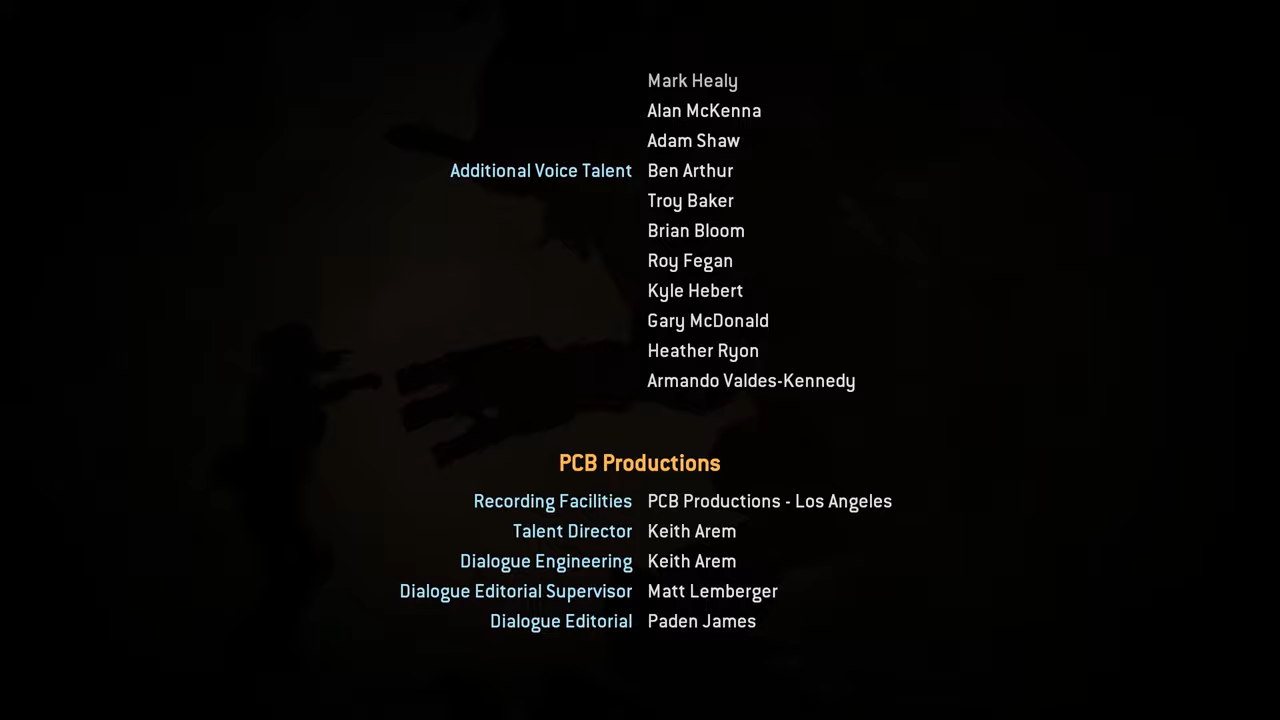 Mark Healy
Alan McKenna
Adam Shaw
Additional Voice Talent Ben Arthur
Troy Baker
Brian Bloom
Roy Fegan
Kyle Hebert
Gary McDonald
Heather Ryon
Armando Valdes-Kennedy
PCB Productions
Recording Facilities PCB Productions - Los Angeles
Talent Director Keith Arem
Dialogue Engineering Keith Arem
Dialogue Editorial Supervisor Matt Lemberger
Dialogue Editorial Paden James